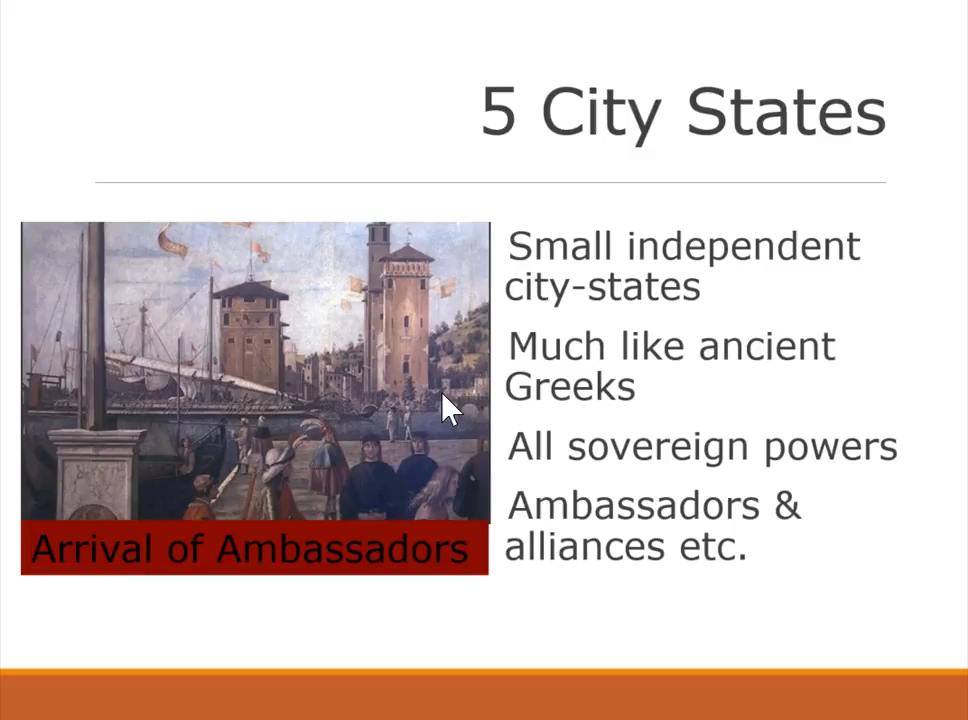 5 City States
Small independent
city-states
Much like ancient
Greeks
All sovereign powers
Ambassadors &
alliances etc.
Arrival of Ambassadors